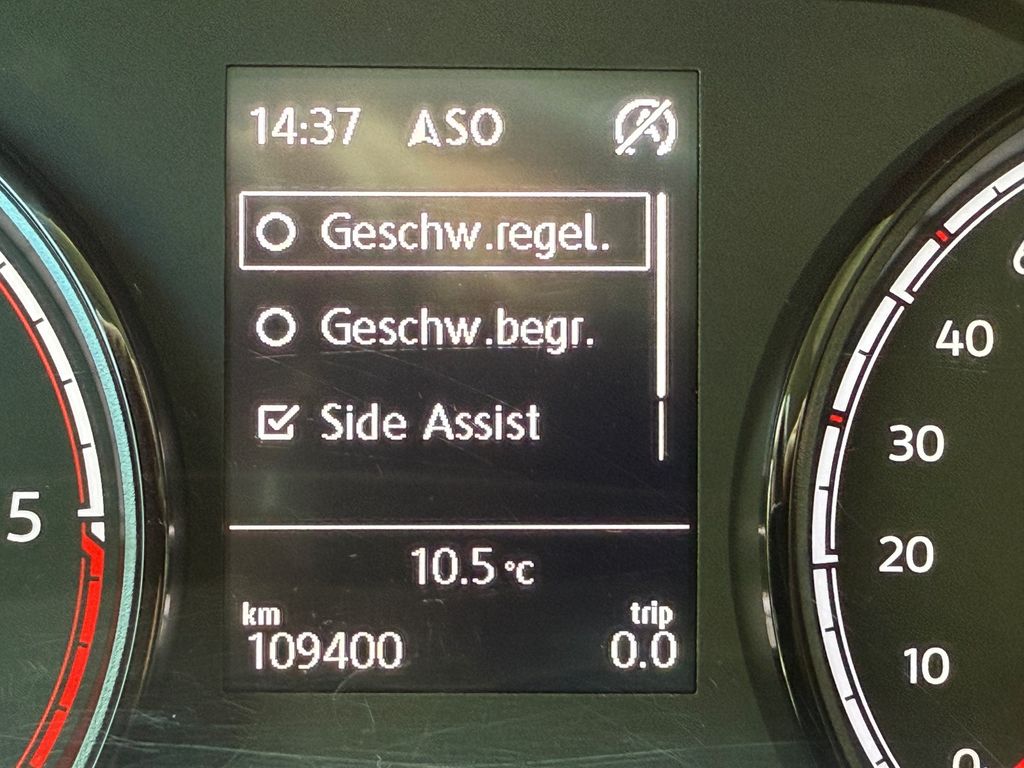 14:37 ASO
Geschw.regel.
Geschw.begr.
Side Assist
10.5 °C
km trip
109400 0.0
5
40
30
20
10
0